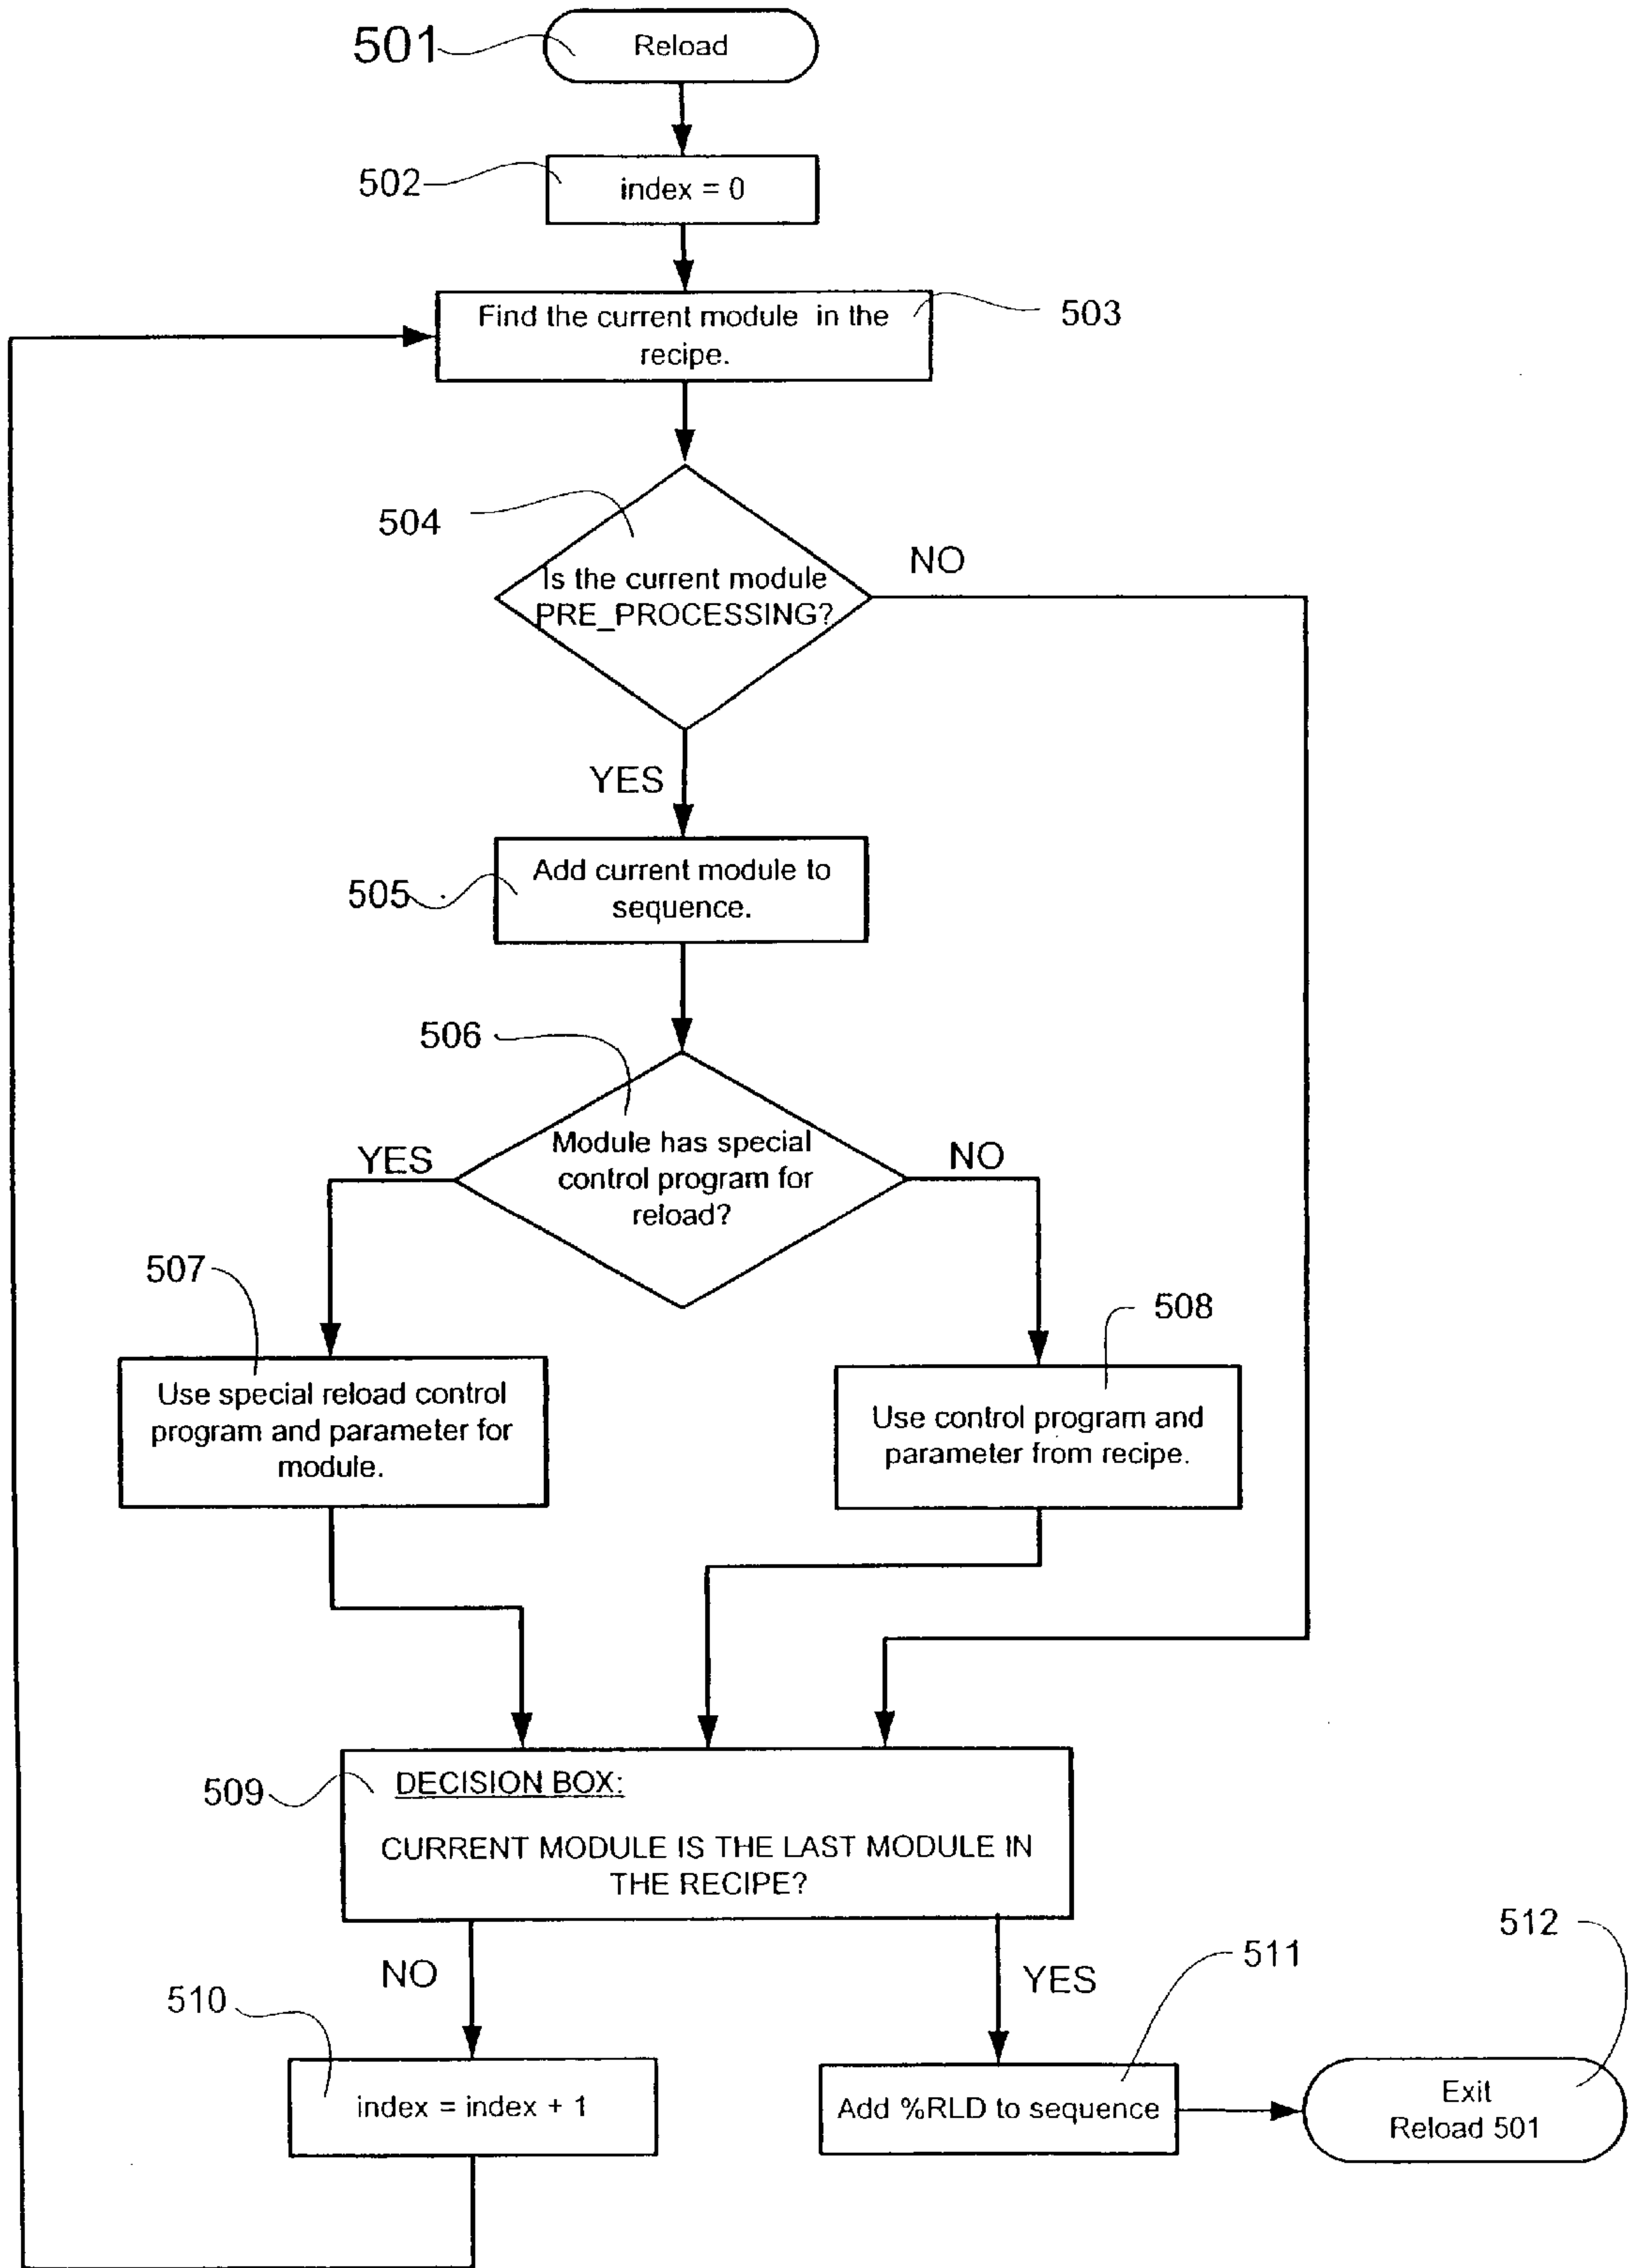 501
Reload
502
index = 0
Find the current module in the
recipe.
503
504
NO
Is the current module
PRE_PROCESSING?
YES
505
Add current module to
sequence.
506
Module has special
control program for
reload?
YES
NO
507
508
Use special reload control
program and parameter for
module.
Use control program and
parameter from recipe.
509
DECISION BOX:
CURRENT MODULE IS THE LAST MODULE IN
THE RECIPE?
NO
YES
510
511
512
index = index + 1
Add %RLD to sequence
Exit
Reload 501